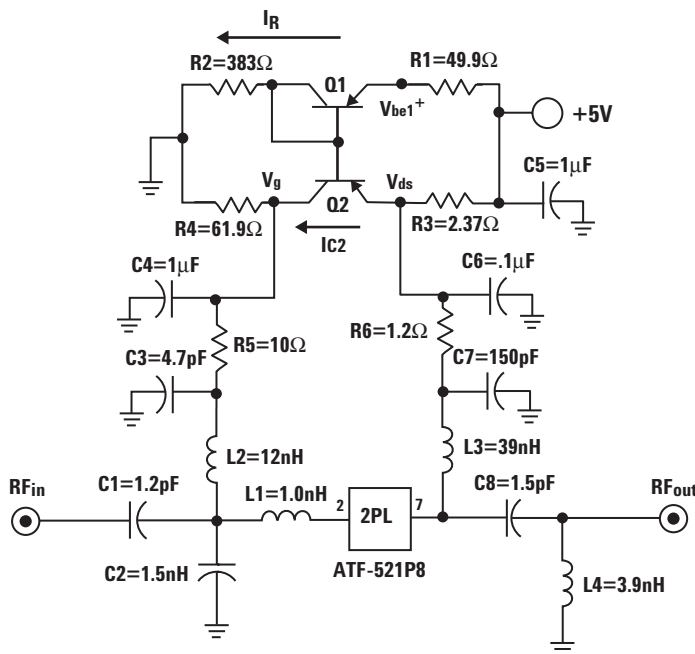 I_R
R2=383Ω
R1=49.9Ω
Q1
V_be1+
+5V
V_g
V_ds
C5=1µF
Q2
R4=61.9Ω
R3=2.37Ω
I_C2
C4=1µF
C6=.1µF
R5=10Ω
R6=1.2Ω
C3=4.7pF
C7=150pF
L2=12nH
L3=39nH
RF_in
C1=1.2pF
L1=1.0nH
C8=1.5pF
RF_out
2
2PL
7
C2=1.5nH
ATF-521P8
L4=3.9nH